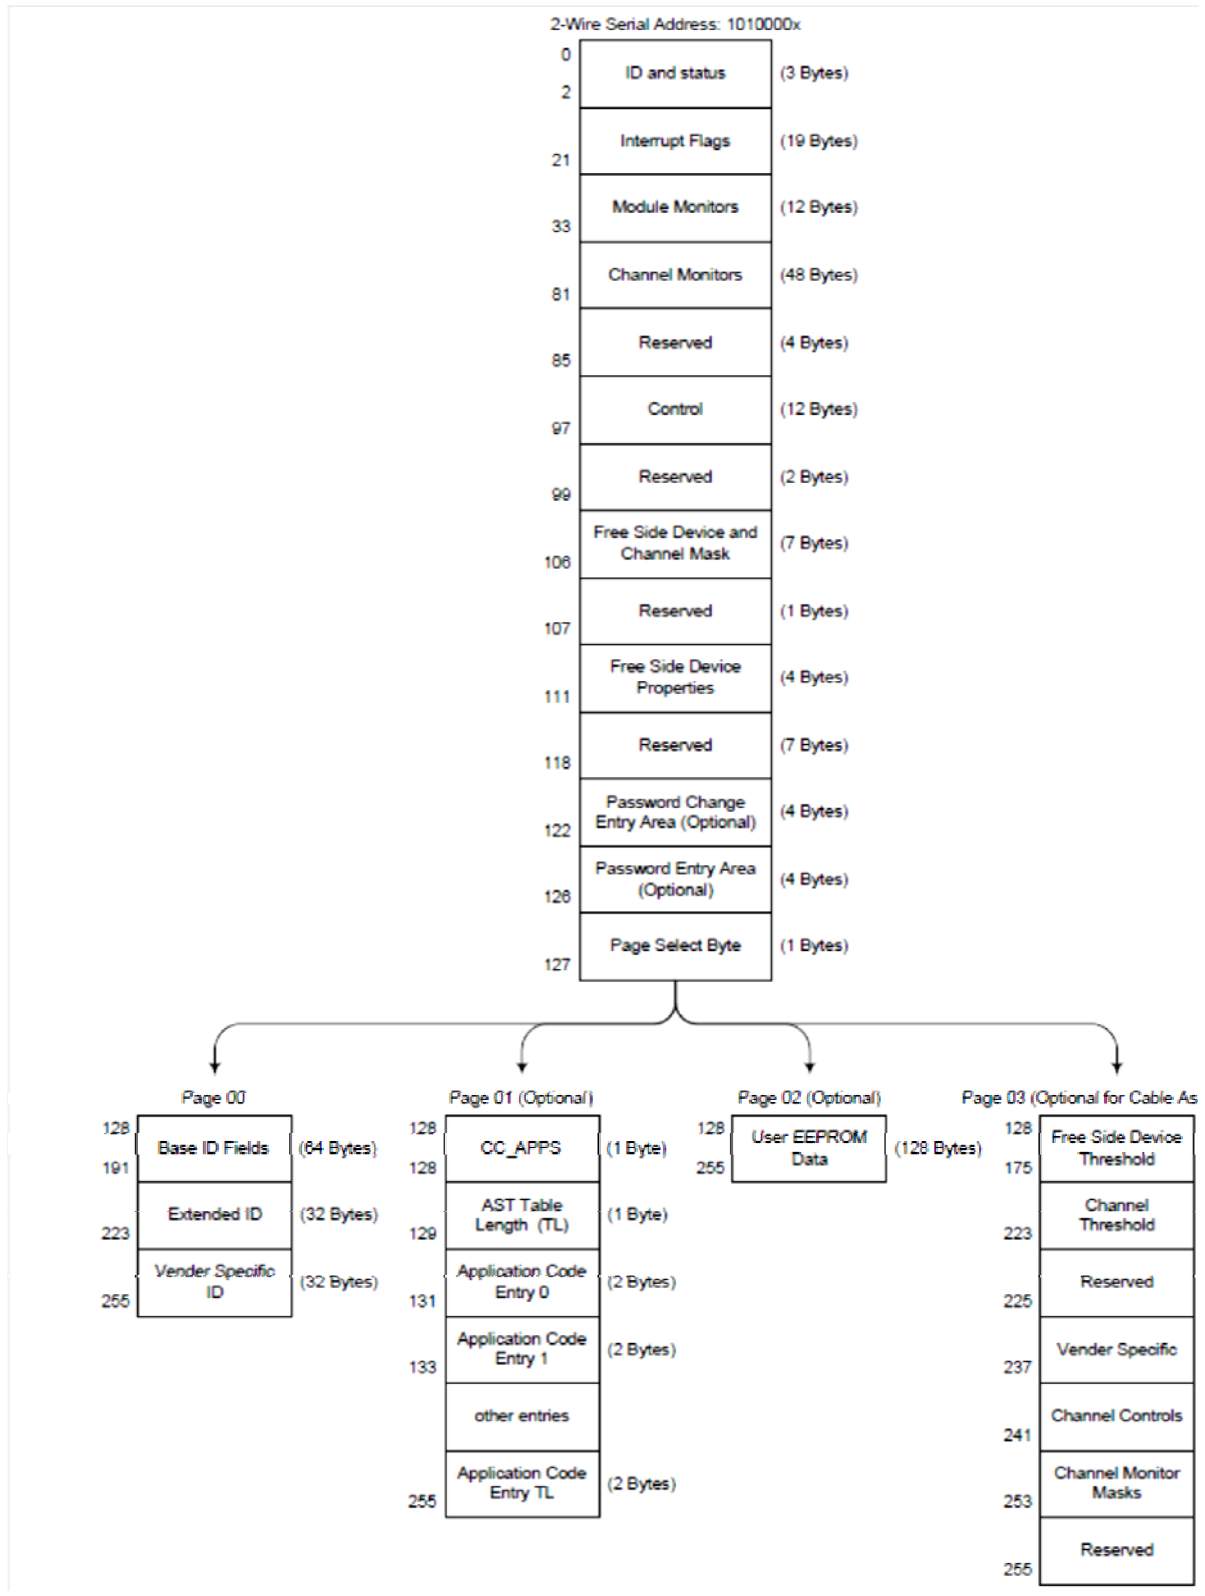 2-Wire Serial Address: 1010000x
0
ID and status
(3 Bytes)
2
Interrupt Flags
(19 Bytes)
21
Module Monitors
(12 Bytes)
33
Channel Monitors
(48 Bytes)
81
Reserved
(4 Bytes)
85
Control
(12 Bytes)
97
Reserved
(2 Bytes)
99
Free Side Device and
Channel Mask
(7 Bytes)
106
Reserved
(1 Bytes)
107
Free Side Device
Properties
(4 Bytes)
111
Reserved
(7 Bytes)
118
Password Change
Entry Area (Optional)
(4 Bytes)
122
Password Entry Area
(Optional)
(4 Bytes)
126
Page Select Byte
(1 Bytes)
127
Page 00
128
Base ID Fields
(64 Bytes)
191
Extended ID
(32 Bytes)
223
Vender Specific
ID
(32 Bytes)
255
Page 01 (Optional)
128
CC_APPS
(1 Byte)
128
AST Table
Length (TL)
(1 Byte)
129
Application Code
Entry 0
(2 Bytes)
131
Application Code
Entry 1
(2 Bytes)
133
other entries
Application Code
Entry TL
(2 Bytes)
255
Page 02 (Optional)
128
User EEPROM
Data
(128 Bytes)
255
Page 03 (Optional for Cable As
128
Free Side Device
Threshold
175
Channel
Threshold
223
Reserved
225
Vender Specific
237
Channel Controls
241
Channel Monitor
Masks
253
Reserved
255